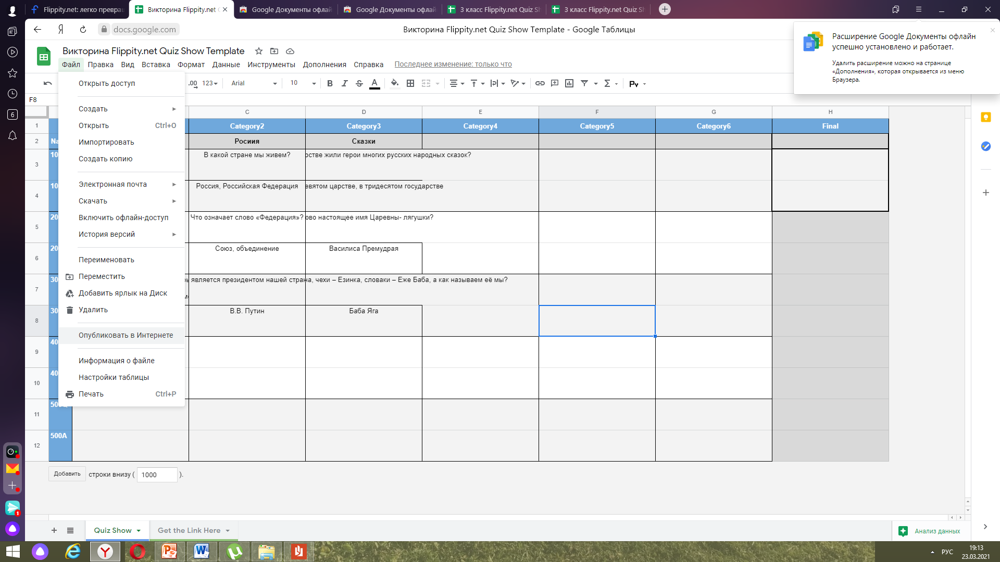 Flippity.net: легко превращ
Викторина Flippity.net
Google Документы офлай
Google Документы офлай
3 класс Flippity.net Quiz S
3 класс Flippity.net Quiz S
docs.google.com
Викторина Flippity.net Quiz Show Template - Google Таблицы
Расширение Google Документы офлайн
успешно установлено и работает.
Удалить расширение можно на странице
«Дополнения», которая открывается из меню
Браузера.
Викторина Flippity.net Quiz Show Template
Файл Правка Вид Вставка Формат Данные Инструменты Дополнения Справка Последнее изменение: только что
.00 123 Arial 10
F8
Открыть доступ
Создать
Открыть Ctrl+O
Импортировать
Создать копию
Электронная почта
Скачать
Включить офлайн-доступ
История версий
Переименовать
Переместить
Добавить ярлык на Диск
Удалить
Опубликовать в Интернете
Информация о файле
Настройки таблицы
Печать Ctrl+P
C D E F G H
1 Category2 Category3 Category4 Category5 Category6 Final
2 Na Росиия Сказки
3 10 В какой стране мы живем? рстве жили герои многих русских народных сказок?
4 10 Россия, Российская Федерация евятом царстве, в тридесятом государстве
5 20 Что означает слово «Федерация»? ово настоящее имя Царевны- лягушки?
6 20 Союз, объединение Василиса Премудрая
7 30 является президентом нашей страна, чехи – Езинка, словаки – Еже Баба, а как называем её мы?
8 30 В.В. Путин Баба Яга
9 40
10 40
11 500Q
12 500A
Добавить строки внизу ( 1000 ).
Quiz Show
Get the Link Here
Анализ данных
6
1
РУС
19:13
23.03.2021